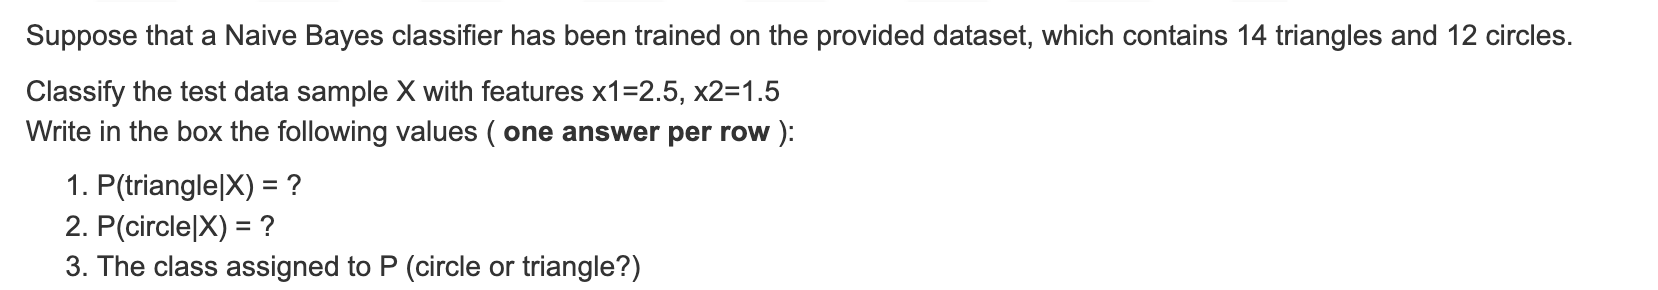 Suppose that a Naive Bayes classifier has been trained on the provided dataset, which contains 14 triangles and 12 circles.
Classify the test data sample X with features x1=2.5, x2=1.5
Write in the box the following values ( one answer per row ):
1. P(triangle|X) = ?
2. P(circle|X) = ?
3. The class assigned to P (circle or triangle?)